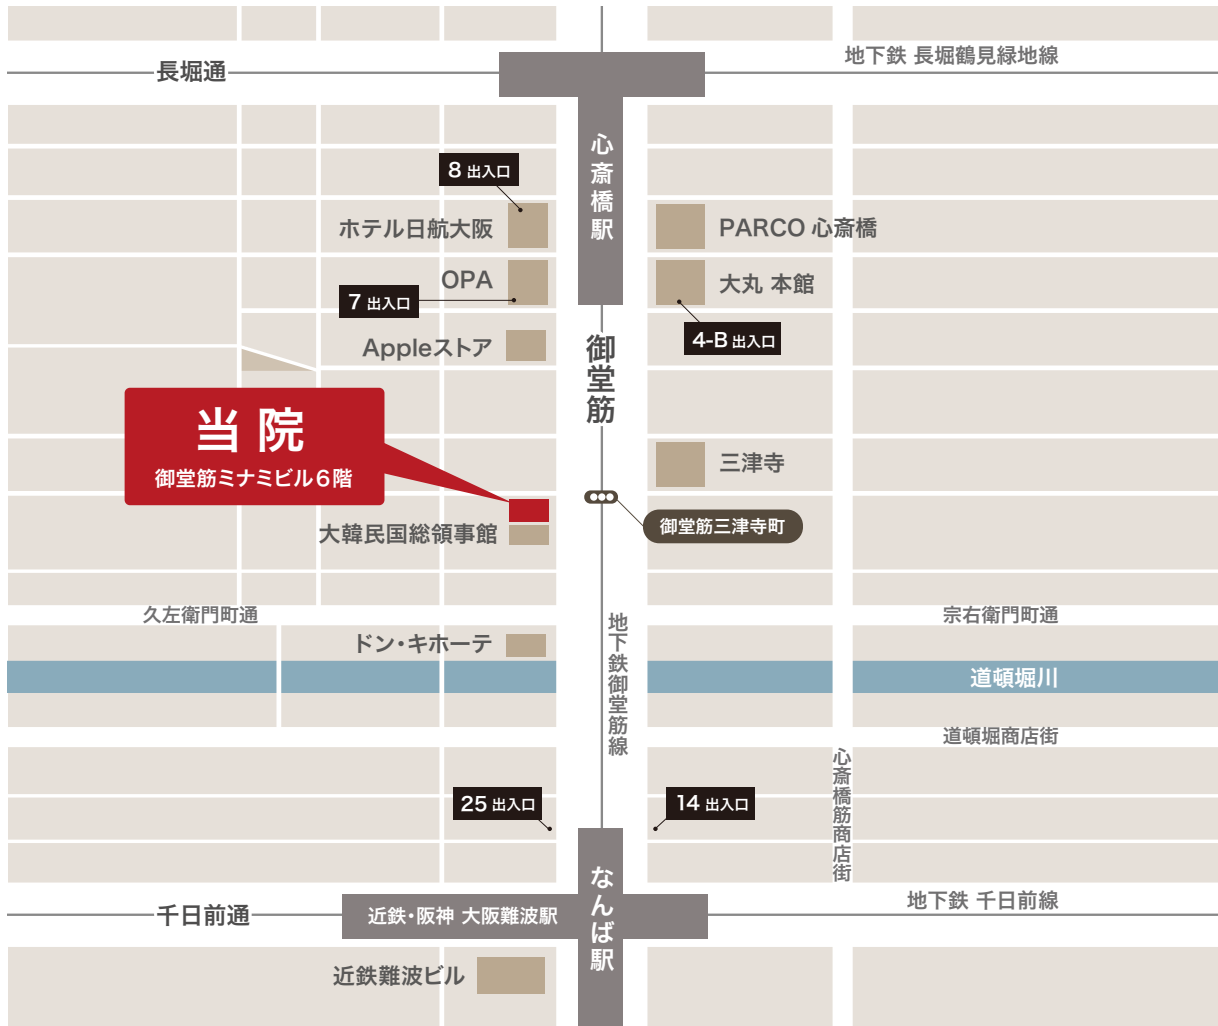 地下鉄 長堀鶴見緑地線
長堀通
心斎橋駅
8 出入口
ホテル日航大阪
PARCO 心斎橋
OPA
大丸 本館
7 出入口
4-B 出入口
Appleストア
御堂筋
当院
御堂筋ミナミビル6階
三津寺
大韓民国総領事館
御堂筋三津寺町
久左衛門町通
宗右衛門町通
地下鉄御堂筋線
ドン・キホーテ
道頓堀川
道頓堀商店街
心斎橋筋商店街
25 出入口
14 出入口
なんば駅
地下鉄 千日前線
千日前通
近鉄・阪神 大阪難波駅
近鉄難波ビル